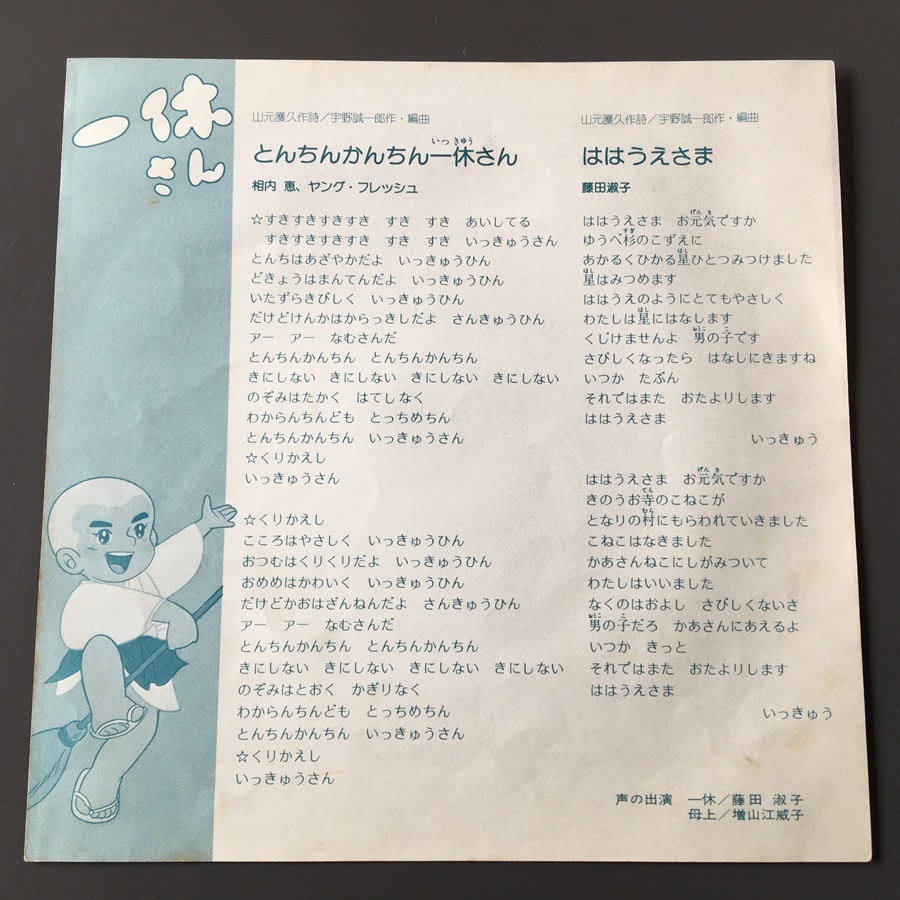 一休
さん
山元護久作詩/宇野誠一郎作・編曲
とんちんかんちん一休さん
いっきゅう
相内 恵、ヤング・フレッシュ
☆すきすきすきすき すき すき あいしてる
すきすきすきすき すき すき いっきゅうさん
とんちはあざやかだよ いっきゅうひん
どきょうはまんてんだよ いっきゅうひん
いたずらきびしく いっきゅうひん
だけどけんかはからっきしだよ さんきゅうひん
アー アー なむさんだ
とんちんかんちん とんちんかんちん
きにしない きにしない きにしない きにしない
のぞみはたかく はてしなく
わからんちんども とっちめちん
とんちんかんちん いっきゅうさん
☆くりかえし
いっきゅうさん
☆くりかえし
こころはやさしく いっきゅうひん
おつむはくりくりだよ いっきゅうひん
おめめはかわいく いっきゅうひん
だけどかおはざんねんだよ さんきゅうひん
アー アー なむさんだ
とんちんかんちん とんちんかんちん
きにしない きにしない きにしない きにしない
のぞみはとおく かぎりなく
わからんちんども とっちめちん
とんちんかんちん いっきゅうさん
☆くりかえし
いっきゅうさん
山元護久作詩/宇野誠一郎作・編曲
ははうえさま
藤田淑子
ははうえさま お元気ですか
げんき
ゆうべ杉のこずえに
すぎ
あかるくひかる星ひとつみつけました
ほし
星はみつめます
ほし
ははうえのようにとてもやさしく
わたしは星にはなします
ほし
くじけませんよ 男の子です
おとこ こ
さびしくなったら はなしにきますね
いつか たぶん
それではまた おたよりします
ははうえさま
いっきゅう
ははうえさま お元気ですか
げんき
きのうお寺のこねこが
てら
となりの村にもらわれていきました
むら
こねこはなきました
かあさんねこにしがみついて
わたしはいいました
なくのはおよし さびしくないさ
男の子だろ かあさんにあえるよ
おとこ こ
いつか きっと
それではまた おたよりします
ははうえさま
いっきゅう
声の出演 一休/藤田 淑子
母上/増山江威子